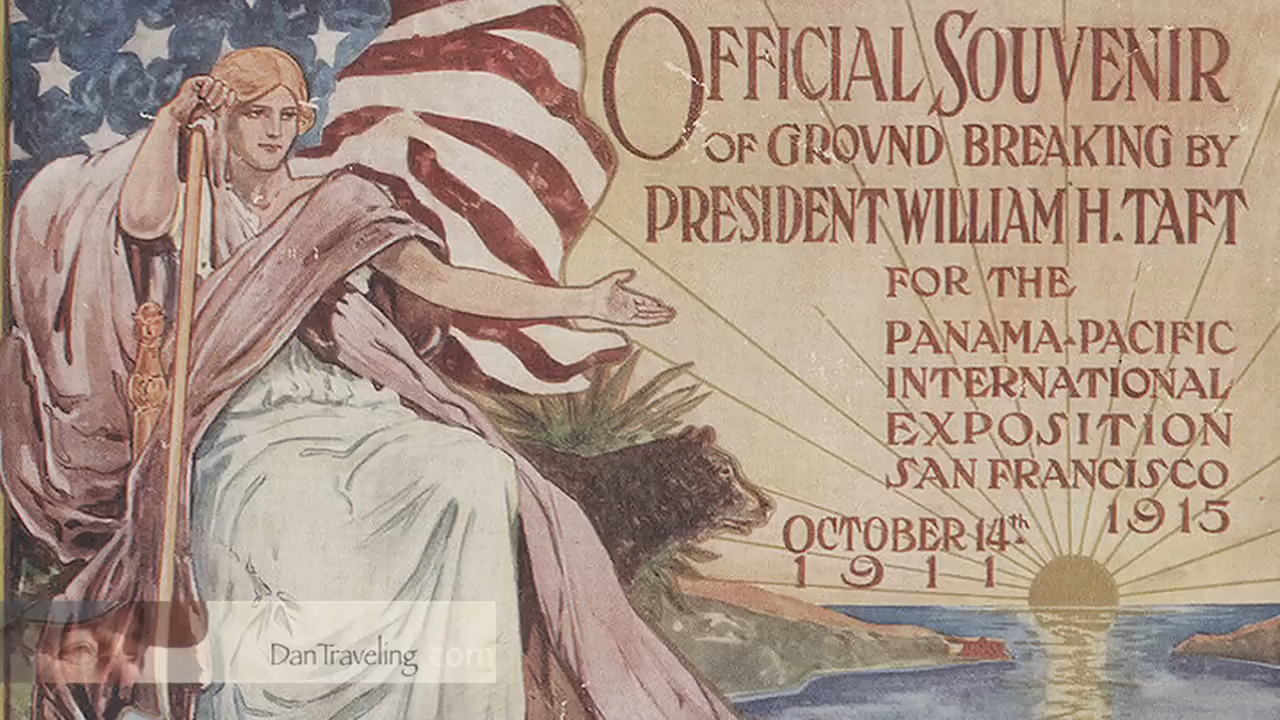 OFFICIAL SOUVENIR
OF GROVND BREAKING BY
PRESIDENT WILLIAM H. TAFT
FOR THE
PANAMA-PACIFIC
INTERNATIONAL
EXPOSITION
SAN FRANCISCO
1915
OCTOBER 14th
1911
DanTraveling.com